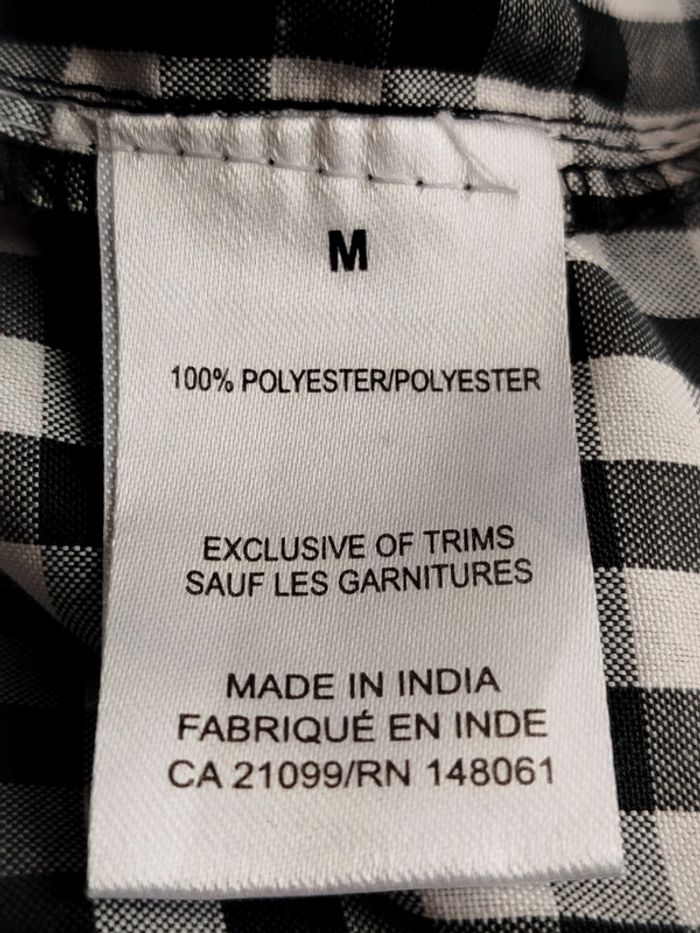 M
100% POLYESTER/POLYESTER
EXCLUSIVE OF TRIMS
SAUF LES GARNITURES
MADE IN INDIA
FABRIQUÉ EN INDE
CA 21099/RN 148061